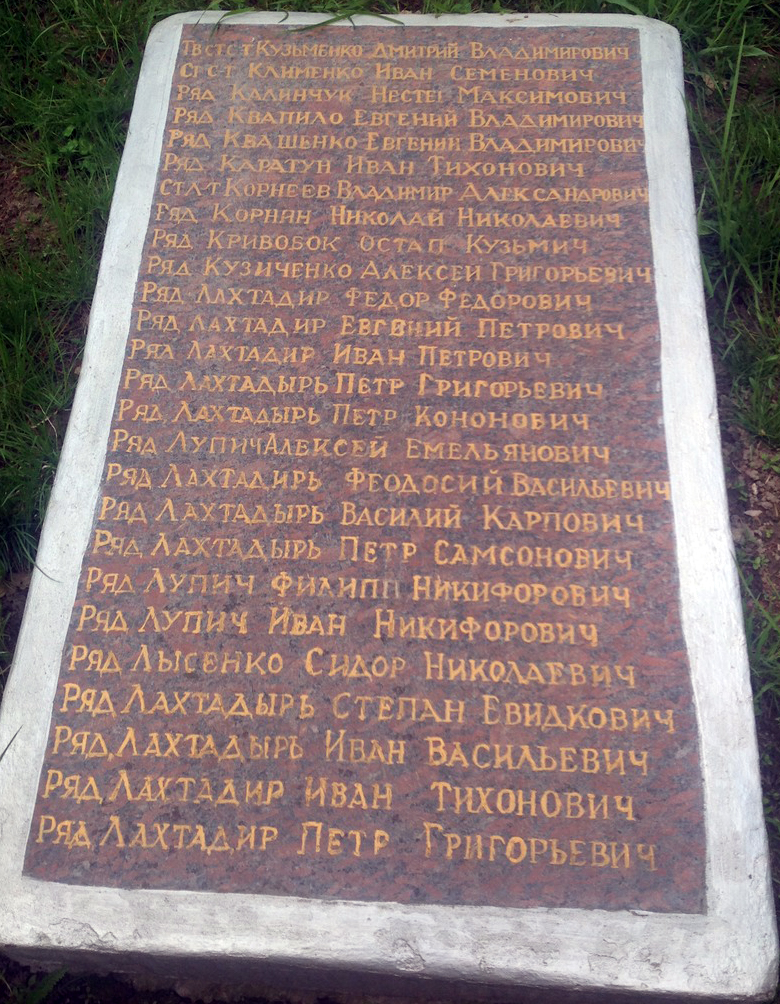 Тв ст с-т Кузьменко Дмитрий Владимирович
Ст с-т Клименко Иван Семенович
Ряд Калинчук Нестег Максимович
Ряд Квапило Евгений Владимирович
Ряд Квашенко Евгений Владимирович
Ряд Каратун Иван Тихонович
Ст л-т Корнеев Владимир Александрович
Ряд Корнян Николай Николаевич
Ряд Кривобок Остап Кузьмич
Ряд Кузиченко Алексей Григорьевич
Ряд Лахтадир Федор Федорович
Ряд Лахтадир Евгений Петрович
Ряд Лахтадир Иван Петрович
Ряд Лахтадырь Петр Григорьевич
Ряд Лахтадырь Петр Кононович
Ряд Лупич Алексей Емельянович
Ряд Лахтадирь Феодосий Васильевич
Ряд Лахтадырь Василий Карпович
Ряд Лахтадырь Петр Самсонович
Ряд Лупич Филипп Никифорович
Ряд Лупич Иван Никифорович
Ряд Лысенко Сидор Николаевич
Ряд Лахтадырь Степан Евидкович
Ряд Лахтадырь Иван Васильевич
Ряд Лахтадир Иван Тихонович
Ряд Лахтадир Петр Григорьевич